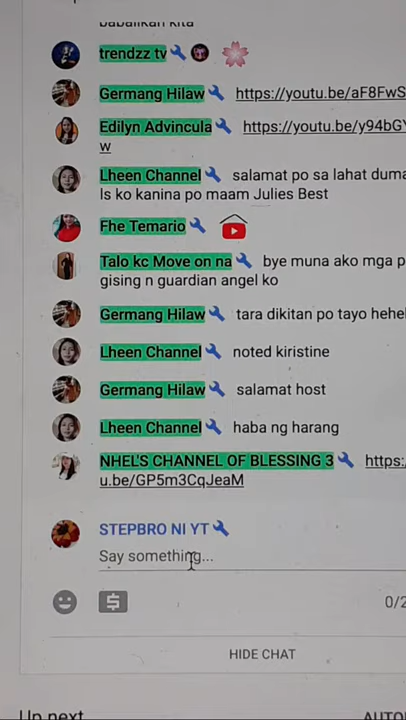 babalikan kita
trendzz tv
Germang Hilaw https://youtu.be/aF8FwS
Edilyn Advincula https://youtu.be/y94bG
w
Lheen Channel salamat po sa lahat duma
ls ko kanina po maam Julies Best
Fhe Temario
Talo kc Move on na bye muna ako mga p
gising n guardian angel ko
Germang Hilaw tara dikitan po tayo hehe
Lheen Channel noted kiristine
Germang Hilaw salamat host
Lheen Channel haba ng harang
NHEL'S CHANNEL OF BLESSING 3 https:
u.be/GP5m3CqJeaM
STEPBRO NI YT
Say something...
0/2
HIDE CHAT
Up next
AUTO